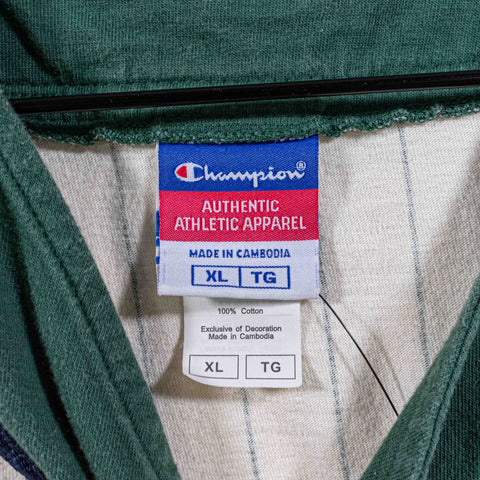 Champion®
AUTHENTIC
ATHLETIC APPAREL
MADE IN CAMBODIA
XL TG
100% Cotton
Exclusive of Decoration
Made in Cambodia
XL TG